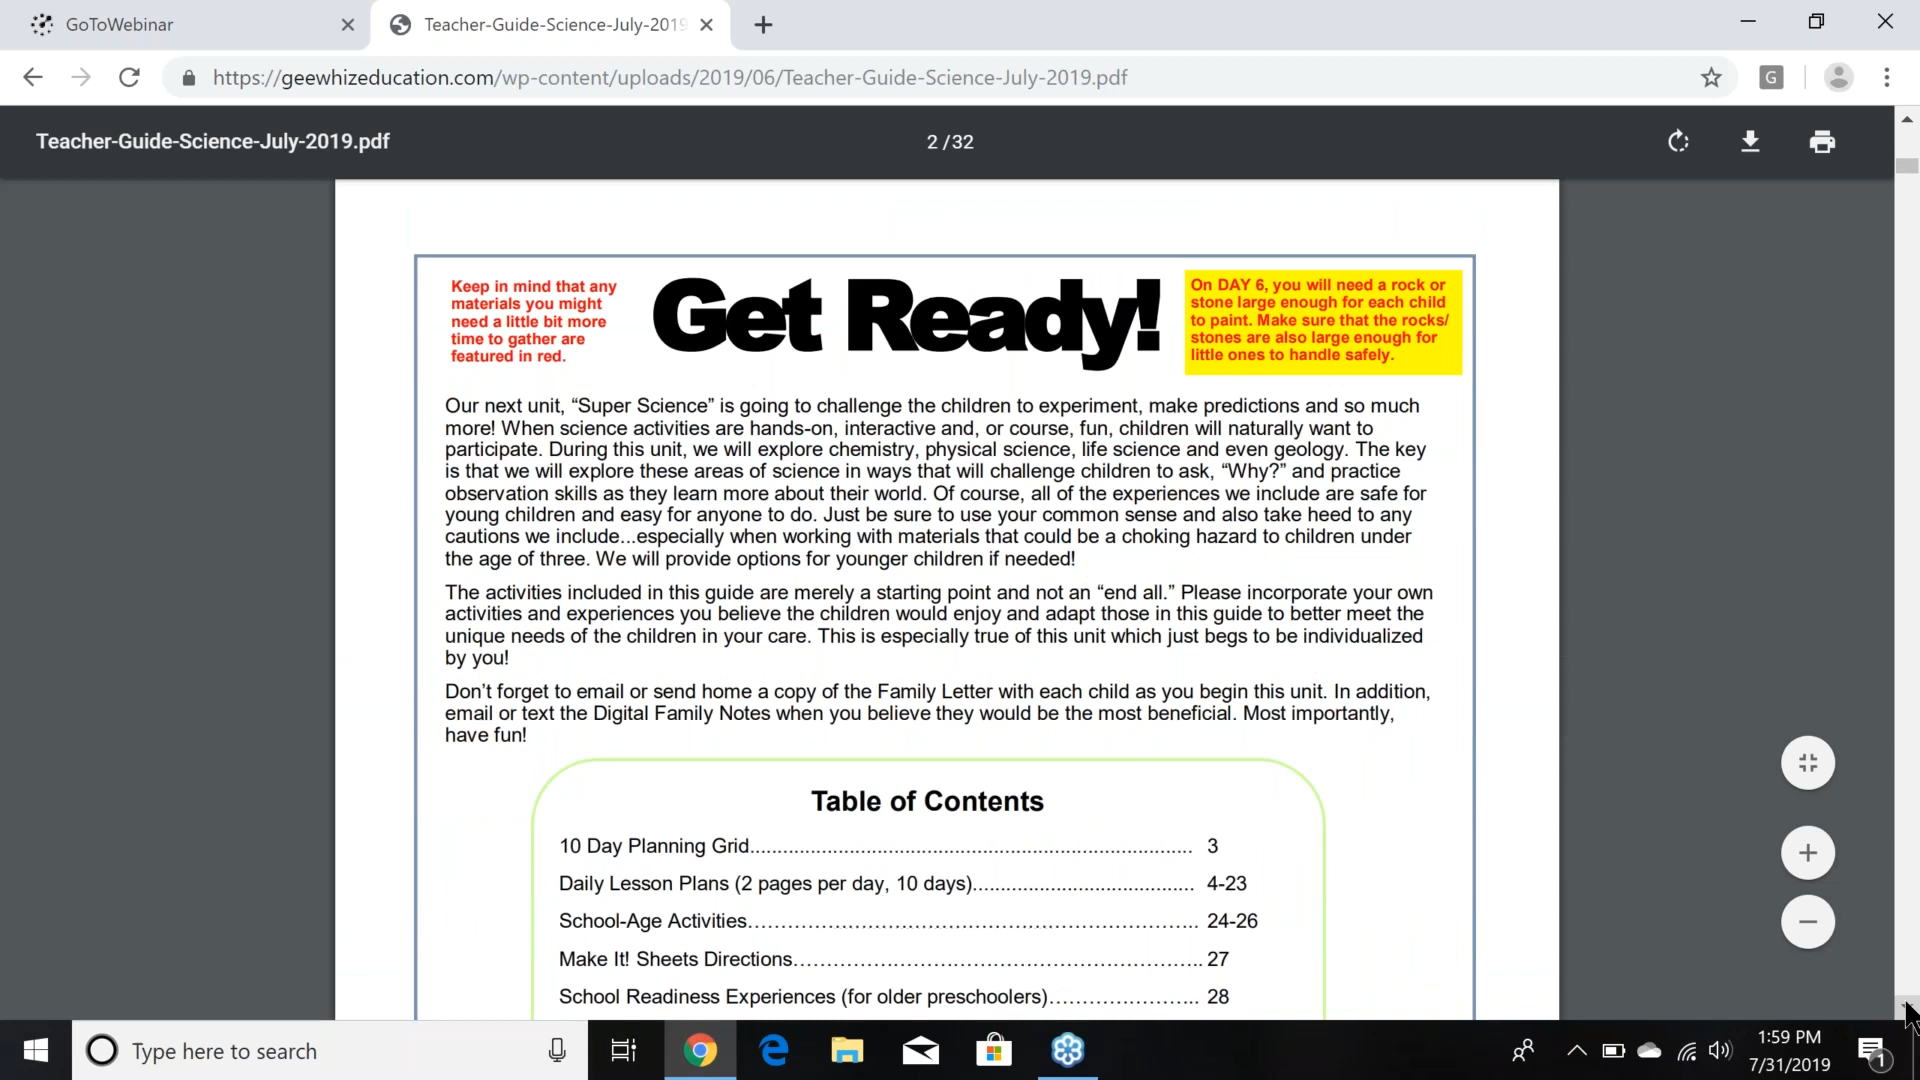 GoToWebinar
Teacher-Guide-Science-July-2019
https://geewhizeducation.com/wp-content/uploads/2019/06/Teacher-Guide-Science-July-2019.pdf
G
Teacher-Guide-Science-July-2019.pdf
2 /32
Keep in mind that any
materials you might
need a little bit more
time to gather are
featured in red.
Get Ready!
On DAY 6, you will need a rock or
stone large enough for each child
to paint. Make sure that the rocks/
stones are also large enough for
little ones to handle safely.
Our next unit, “Super Science” is going to challenge the children to experiment, make predictions and so much
more! When science activities are hands-on, interactive and, or course, fun, children will naturally want to
participate. During this unit, we will explore chemistry, physical science, life science and even geology. The key
is that we will explore these areas of science in ways that will challenge children to ask, “Why?” and practice
observation skills as they learn more about their world. Of course, all of the experiences we include are safe for
young children and easy for anyone to do. Just be sure to use your common sense and also take heed to any
cautions we include...especially when working with materials that could be a choking hazard to children under
the age of three. We will provide options for younger children if needed!
The activities included in this guide are merely a starting point and not an “end all.” Please incorporate your own
activities and experiences you believe the children would enjoy and adapt those in this guide to better meet the
unique needs of the children in your care. This is especially true of this unit which just begs to be individualized
by you!
Don’t forget to email or send home a copy of the Family Letter with each child as you begin this unit. In addition,
email or text the Digital Family Notes when you believe they would be the most beneficial. Most importantly,
have fun!
Table of Contents
10 Day Planning Grid................................................................................ 3
Daily Lesson Plans (2 pages per day, 10 days)........................................ 4-23
School-Age Activities…………………………………………………………….. 24-26
Make It! Sheets Directions……………………………………………………….. 27
School Readiness Experiences (for older preschoolers)………………….. 28
Type here to search
1:59 PM
7/31/2019
1